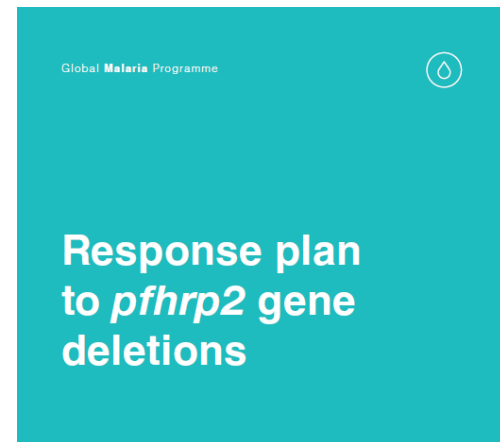 Global Malaria Programme
Response plan
to pfhrp2 gene
deletions